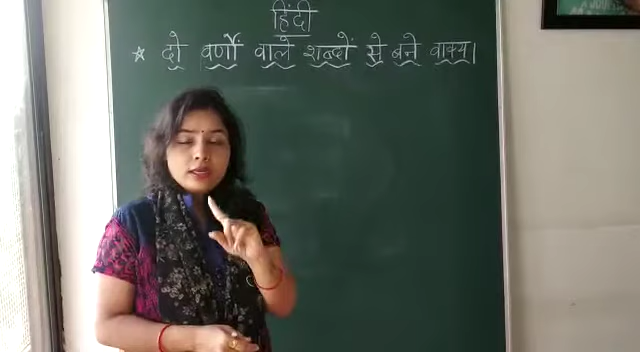 हिंदी
* दो वर्णों वाले शब्दों से बने वाक्य।